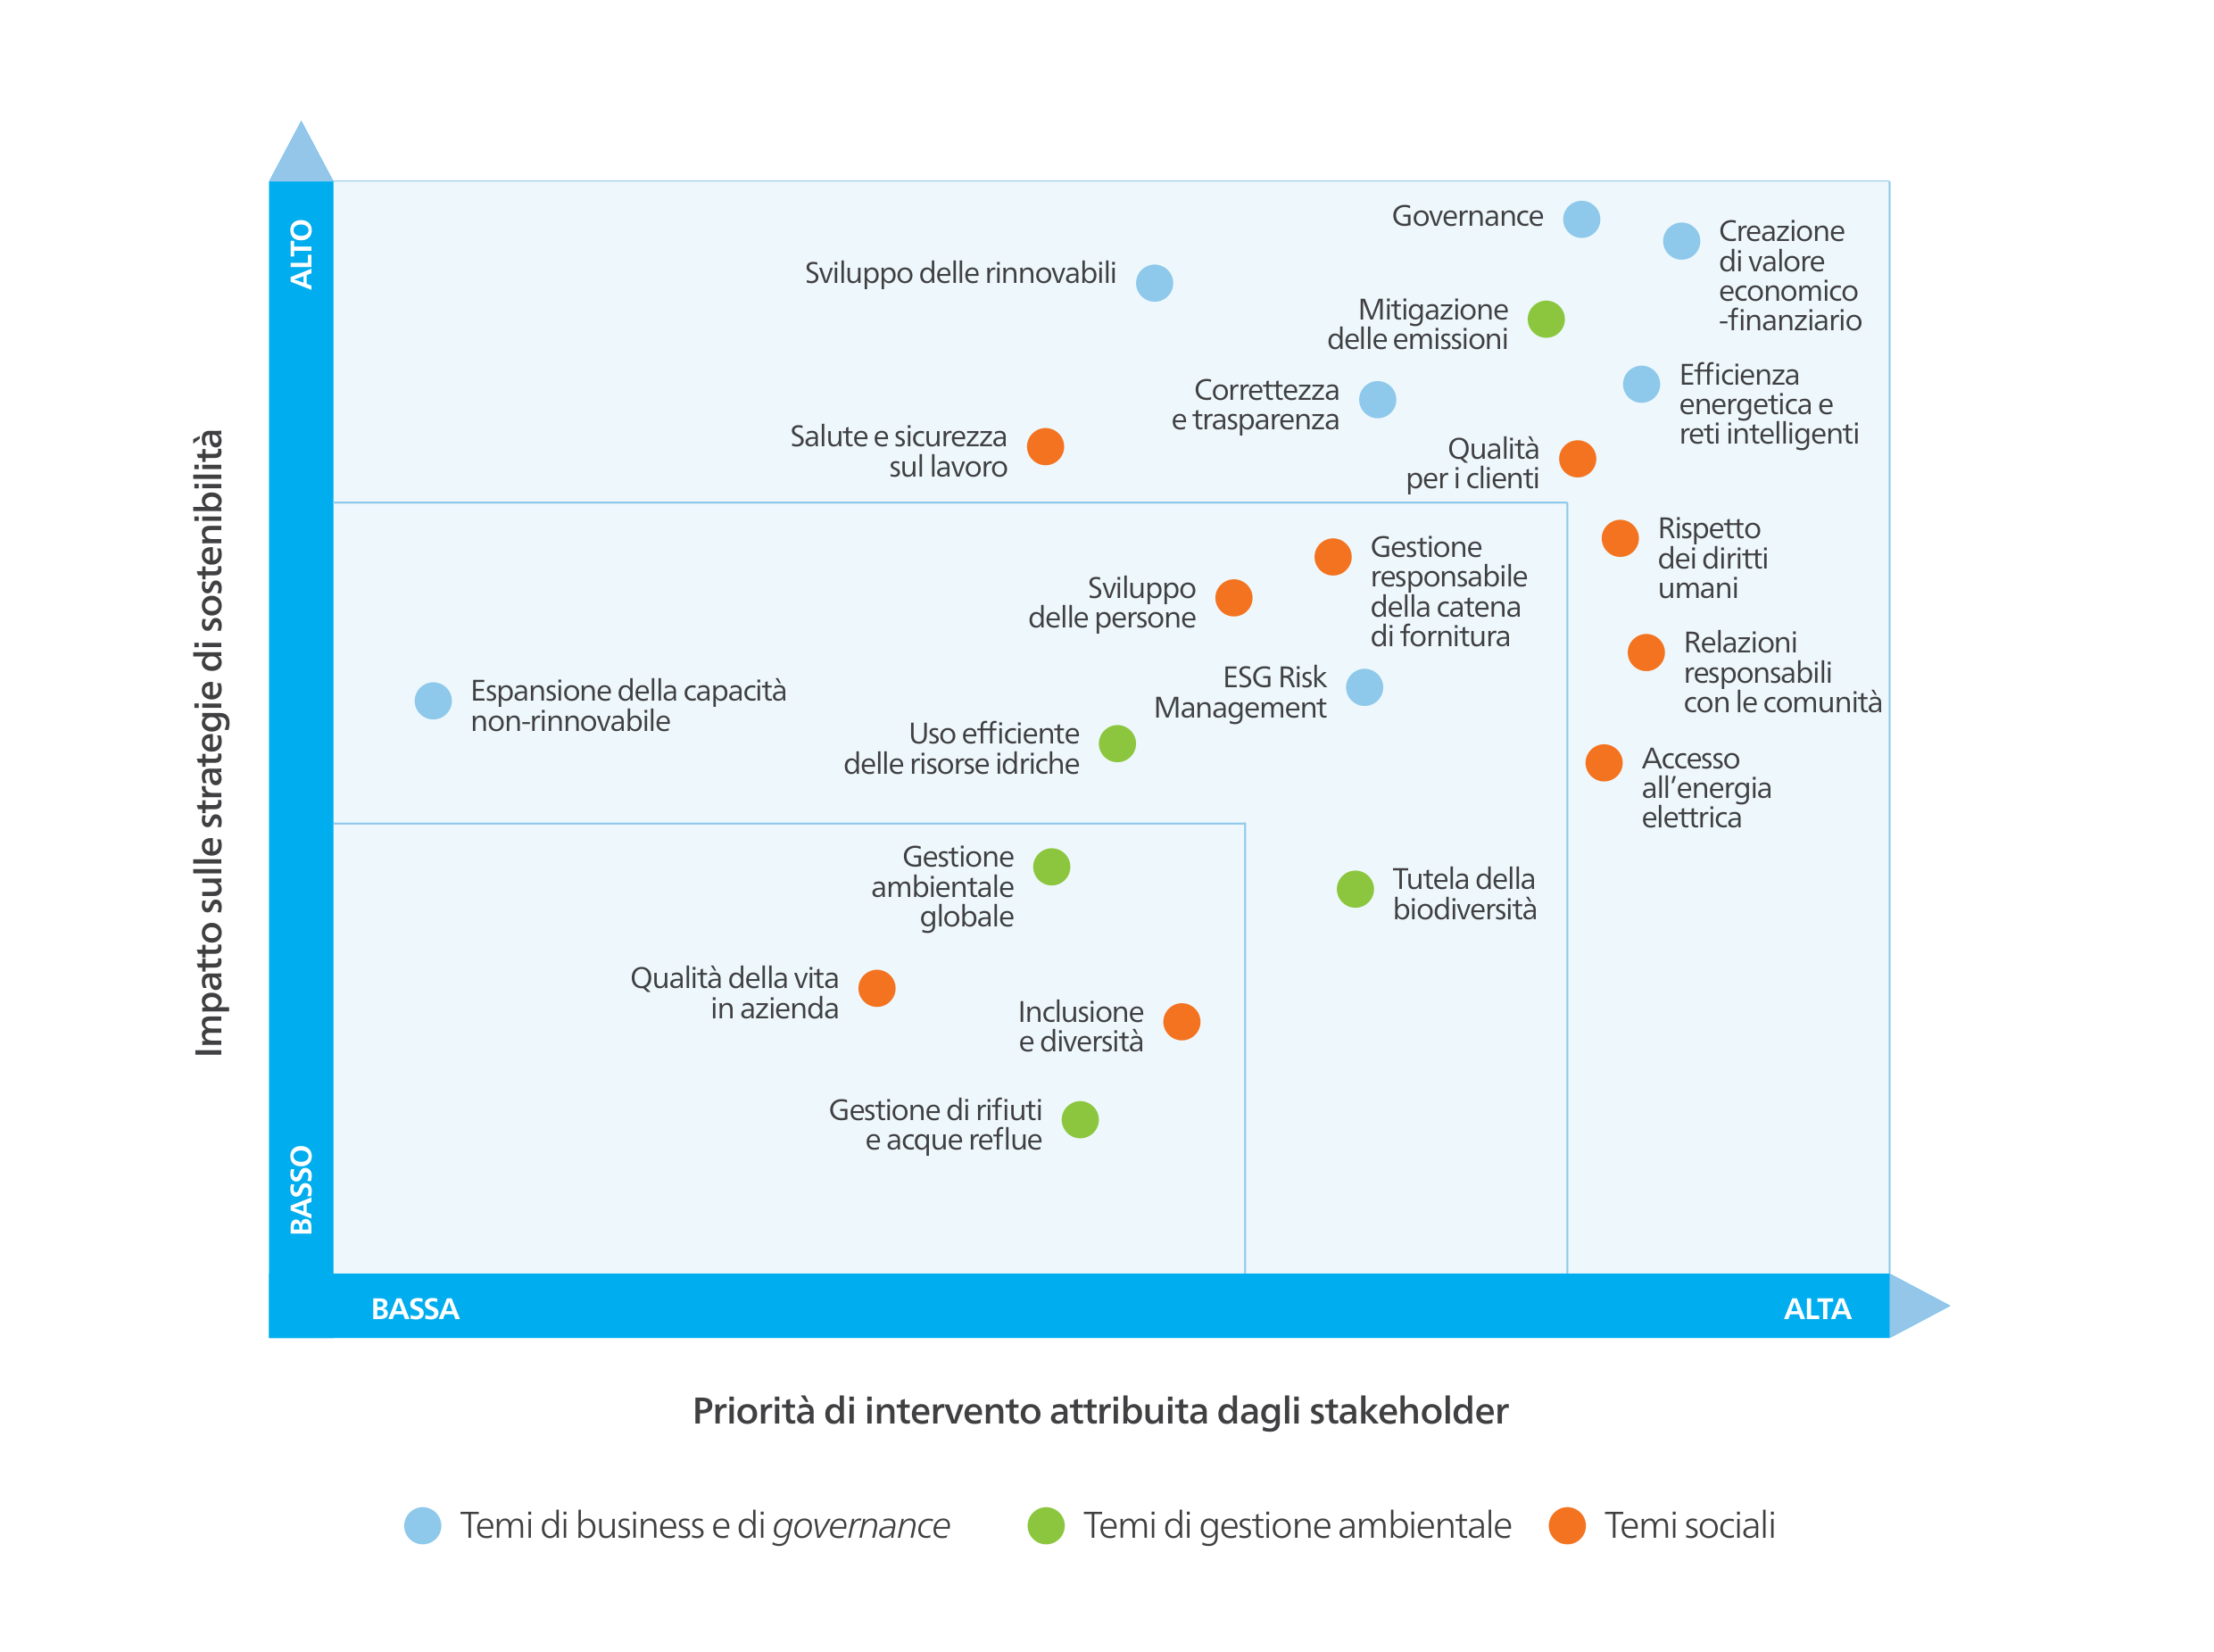 Impatto sulle strategie di sostenibilità
ALTO
BASSO
Governance
Creazione
di valore
economico
-finanziario
Sviluppo delle rinnovabili
Mitigazione
delle emissioni
Efficienza
energetica e
reti intelligenti
Correttezza
e trasparenza
Salute e sicurezza
sul lavoro
Qualità
per i clienti
Rispetto
dei diritti
umani
Gestione
responsabile
della catena
di fornitura
Sviluppo
delle persone
Relazioni
responsabili
con le comunità
ESG Risk
Management
Espansione della capacità
non-rinnovabile
Uso efficiente
delle risorse idriche
Accesso
all’energia
elettrica
Gestione
ambientale
globale
Tutela della
biodiversità
Qualità della vita
in azienda
Inclusione
e diversità
Gestione di rifiuti
e acque reflue
BASSA
ALTA
Priorità di intervento attribuita dagli stakeholder
Temi di business e di governance
Temi di gestione ambientale
Temi sociali